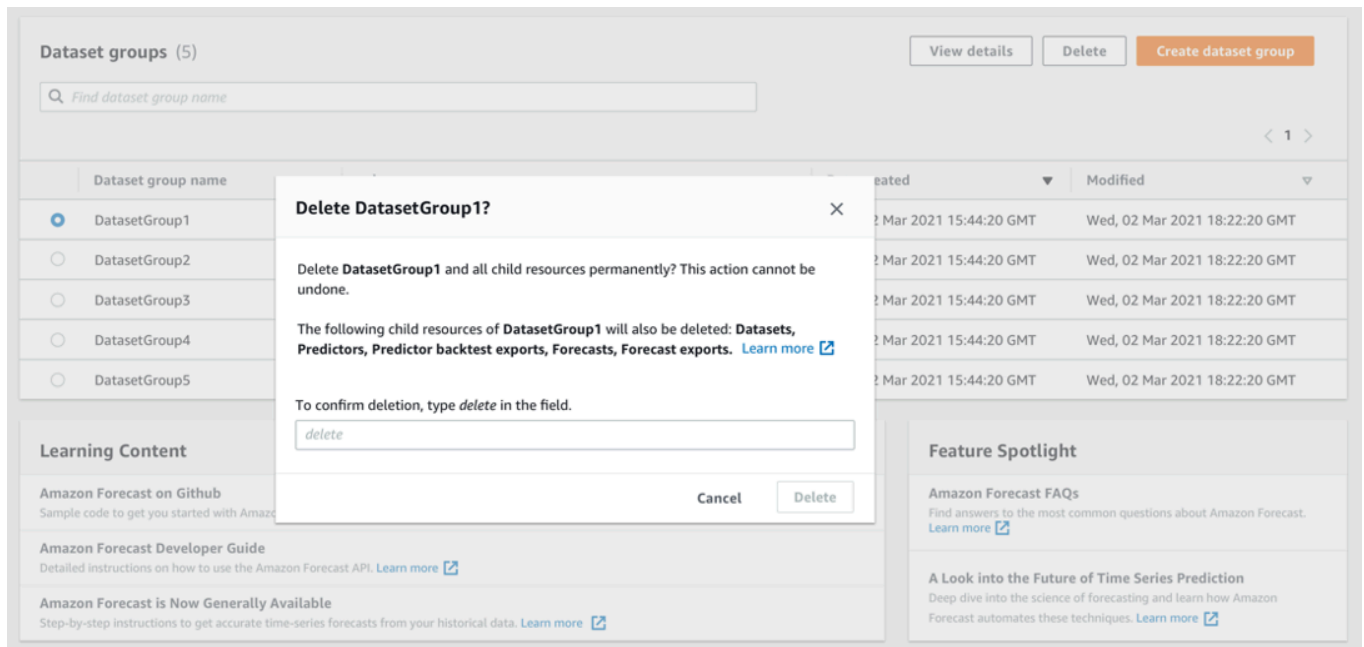 Dataset groups (5)
View details
Delete
Create dataset group
Find dataset group name
1
Dataset group name
eated
Modified
DatasetGroup1
2 Mar 2021 15:44:20 GMT
Wed, 02 Mar 2021 18:22:20 GMT
DatasetGroup2
2 Mar 2021 15:44:20 GMT
Wed, 02 Mar 2021 18:22:20 GMT
DatasetGroup3
2 Mar 2021 15:44:20 GMT
Wed, 02 Mar 2021 18:22:20 GMT
DatasetGroup4
2 Mar 2021 15:44:20 GMT
Wed, 02 Mar 2021 18:22:20 GMT
DatasetGroup5
2 Mar 2021 15:44:20 GMT
Wed, 02 Mar 2021 18:22:20 GMT
Delete DatasetGroup1?
Delete DatasetGroup1 and all child resources permanently? This action cannot be
undone.
The following child resources of DatasetGroup1 will also be deleted: Datasets,
Predictors, Predictor backtest exports, Forecasts, Forecast exports. Learn more
To confirm deletion, type delete in the field.
delete
Cancel
Delete
Learning Content
Amazon Forecast on Github
Sample code to get you started with Amazo
Amazon Forecast Developer Guide
Detailed instructions on how to use the Amazon Forecast API. Learn more
Amazon Forecast is Now Generally Available
Step-by-step instructions to get accurate time-series forecasts from your historical data. Learn more
Feature Spotlight
Amazon Forecast FAQs
Find answers to the most common questions about Amazon Forecast.
Learn more
A Look into the Future of Time Series Prediction
Deep dive into the science of forecasting and learn how Amazon
Forecast automates these techniques. Learn more